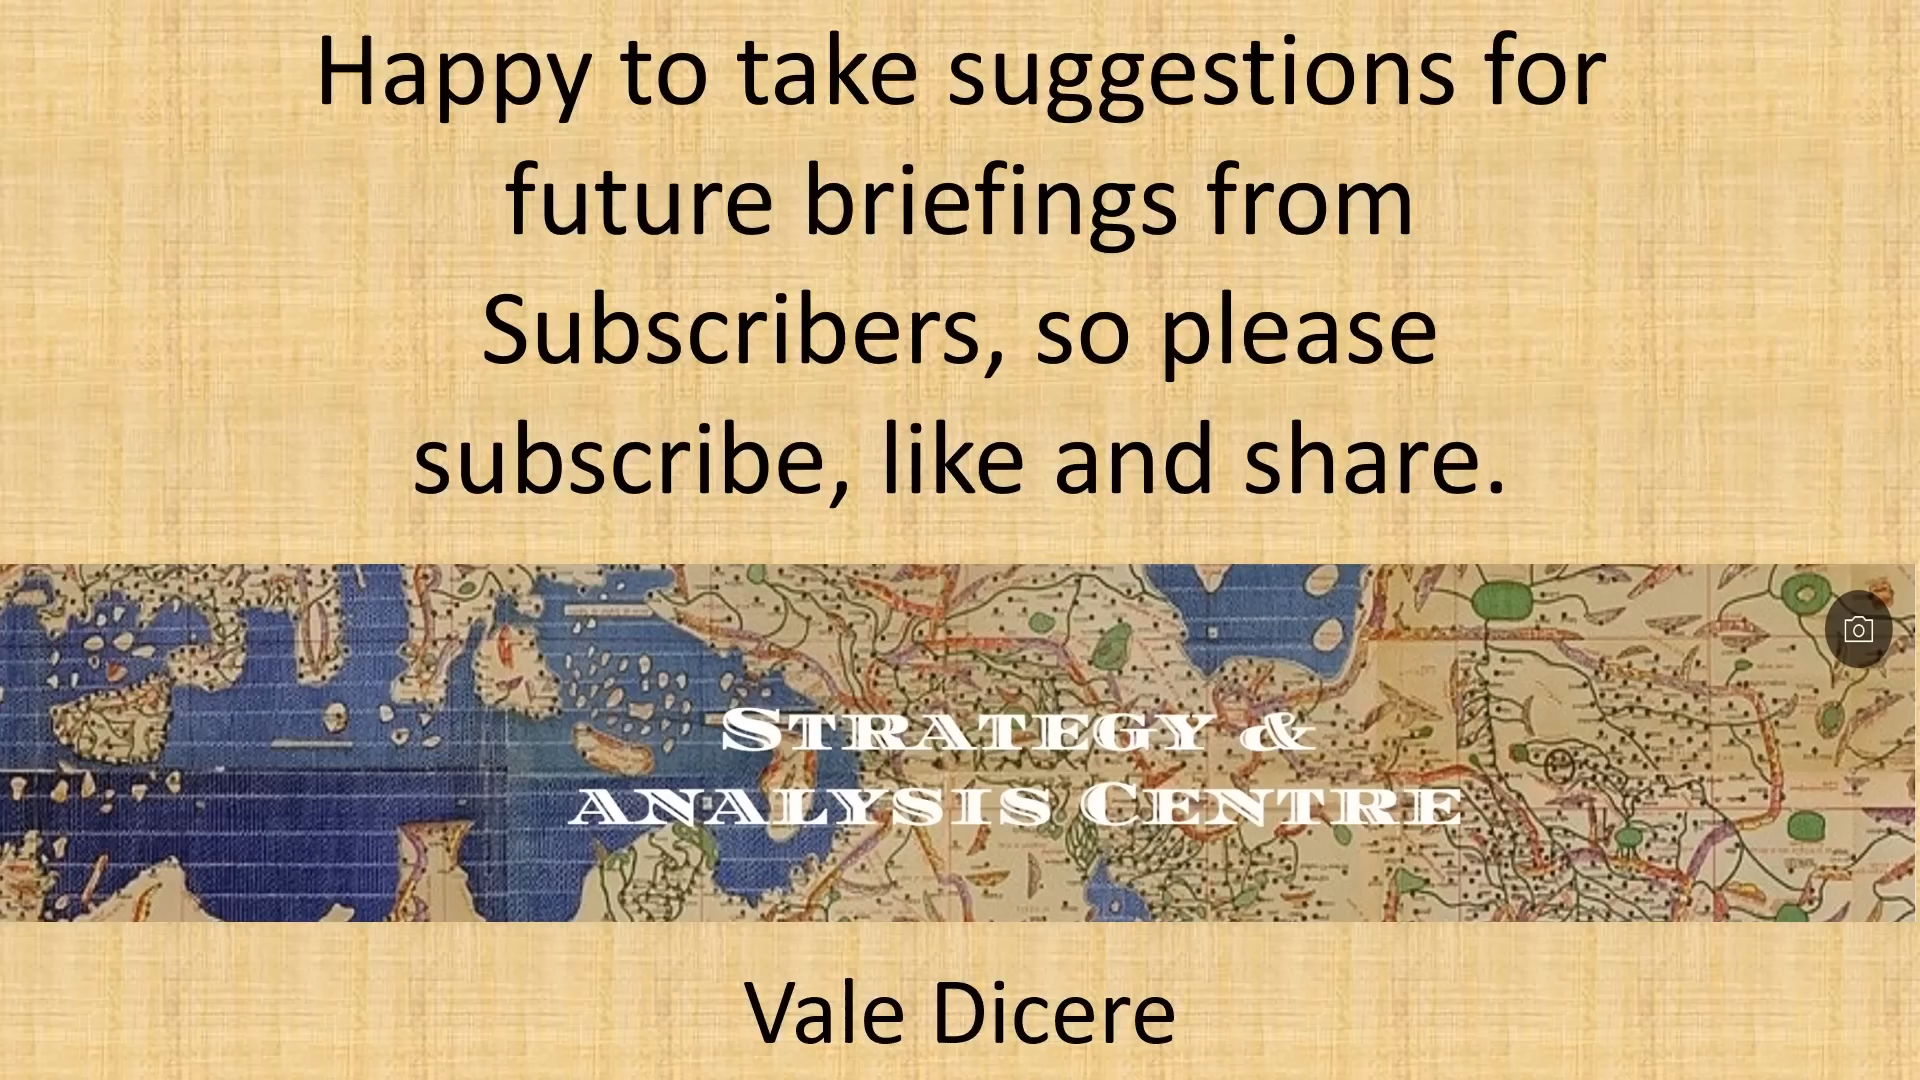 Happy to take suggestions for
future briefings from
Subscribers, so please
subscribe, like and share.
STRATEGY &
ANALYSIS CENTRE
Vale Dicere